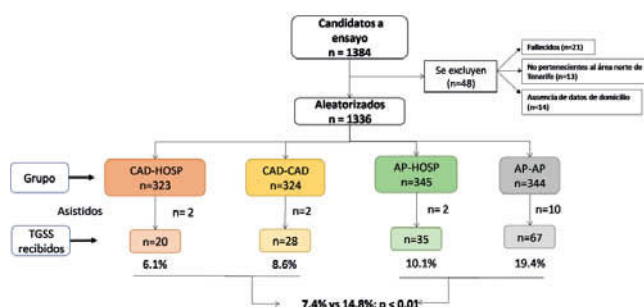 Candidatos a
ensayo
n = 1384
Fallecidos (n=21)
Se excluyen
(n=48)
No pertenecientes al área norte de
Tenerife (n=13)
Ausencia de datos de domicilio
(n=14)
Aleatorizados
n = 1336
Grupo
CAD-HOSP
n=323
CAD-CAD
n=324
AP-HOSP
n=345
AP-AP
n=344
Asistidos
n= 2
n=2
n= 2
n=10
TGSS
recibidos
n=20
n=28
n=35
n=67
6.1%
8.6%
10.1%
19.4%
7.4% vs 14.8%; p < 0.01